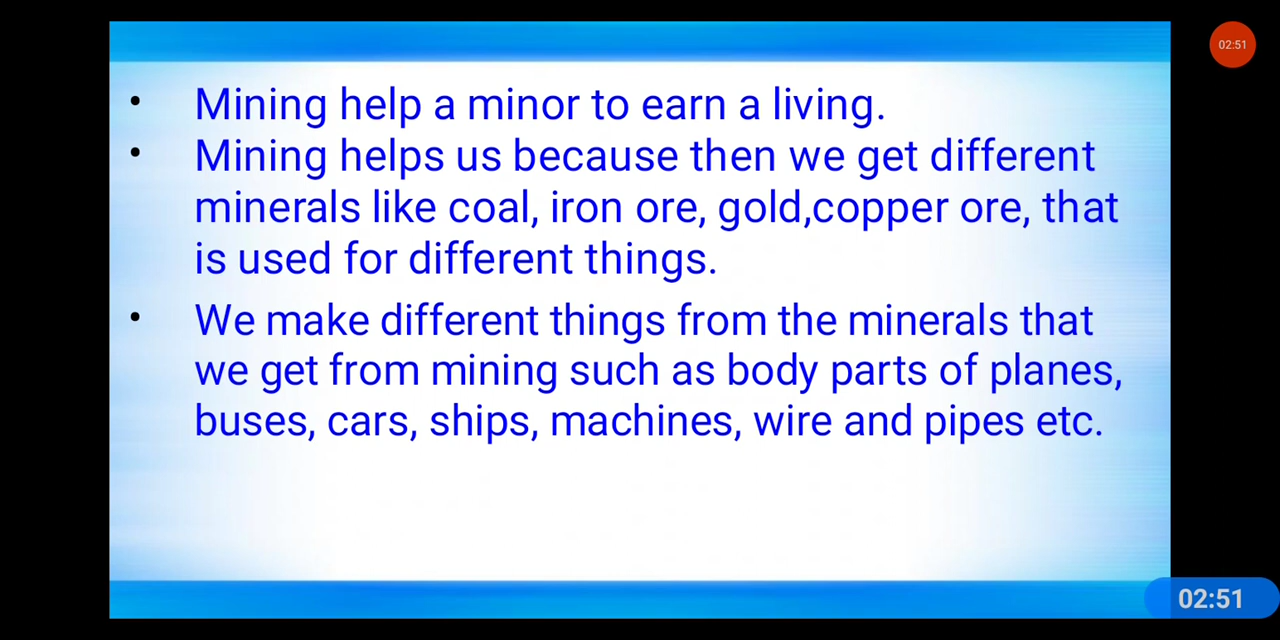 02:51
• Mining help a minor to earn a living.
• Mining helps us because then we get different
minerals like coal, iron ore, gold,copper ore, that
is used for different things.
• We make different things from the minerals that
we get from mining such as body parts of planes,
buses, cars, ships, machines, wire and pipes etc.
02:51